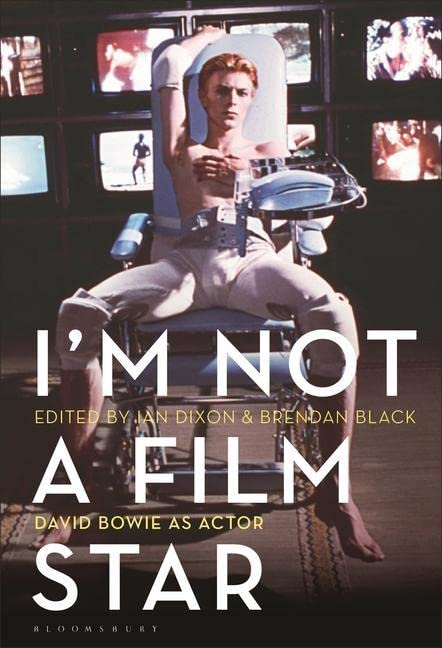 I'M NOT
EDITED BY IAN DIXON & BRENDAN BLACK
A FILM
DAVID BOWIE AS ACTOR
STAR
BLOOMSBURY